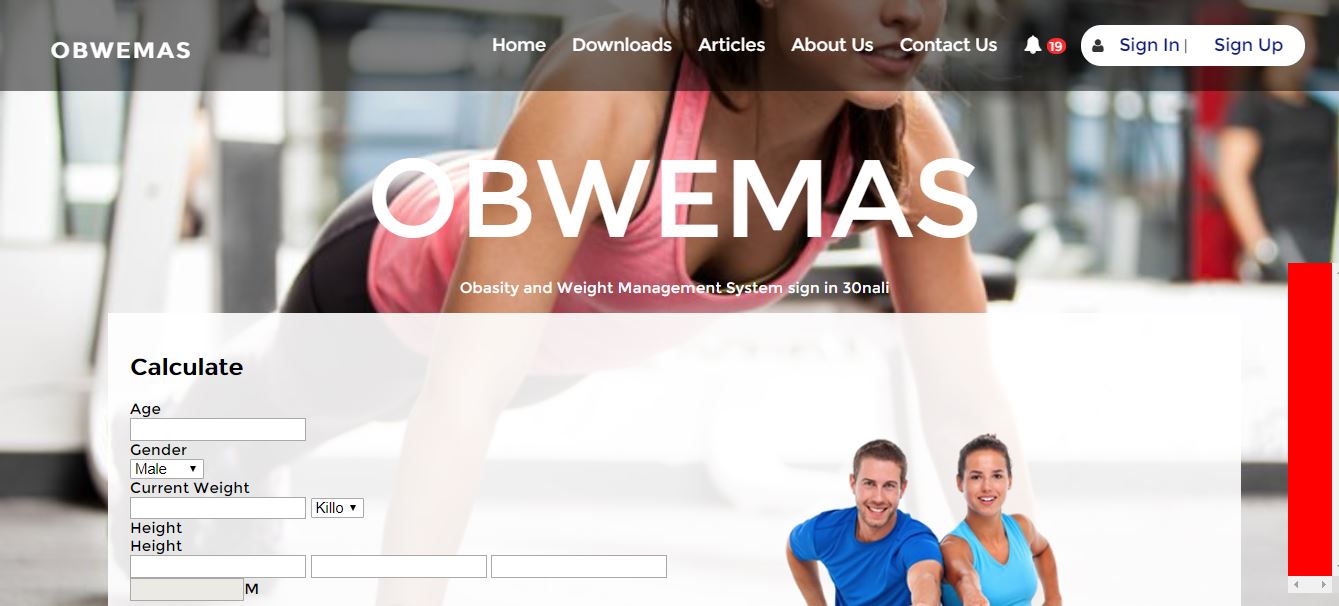 OBWEMAS
Home Downloads Articles About Us Contact Us 19 Sign In | Sign Up
OBWEMAS
Obasity and Weight Management System sign in 30nali
Calculate
Age
Gender
Male
Current Weight
Killo
Height
Height
M